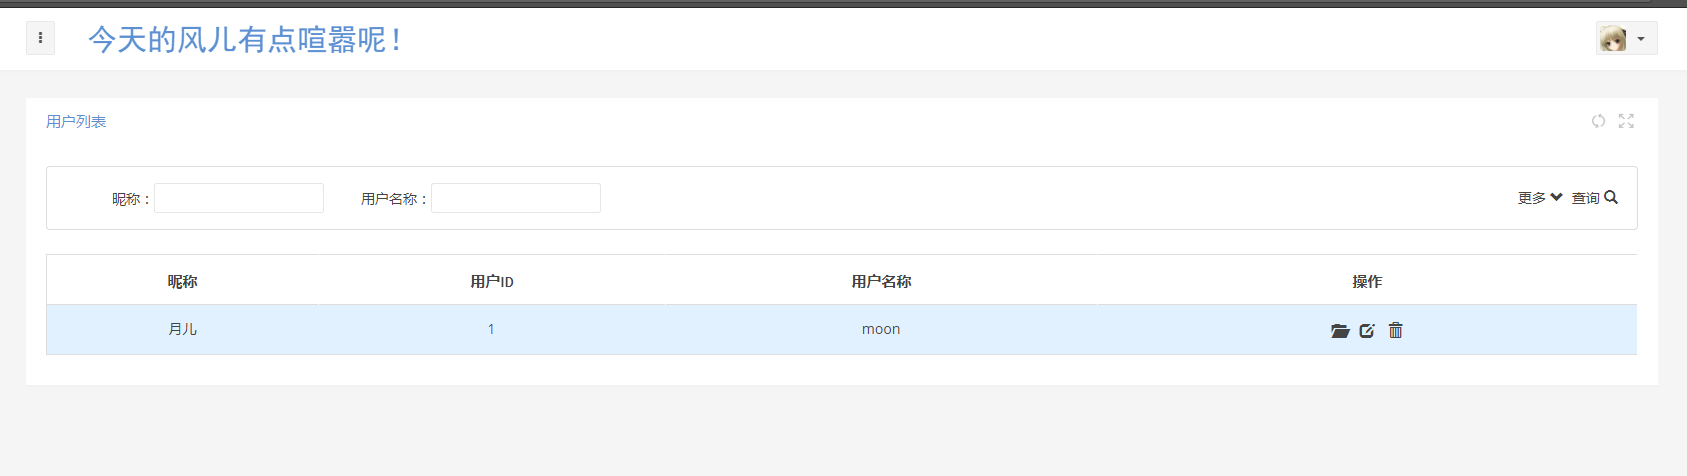 今天的风儿有点喧嚣呢！
用户列表
昵称： 用户名称： 更多 查询
昵称 用户ID 用户名称 操作
月儿 1 moon